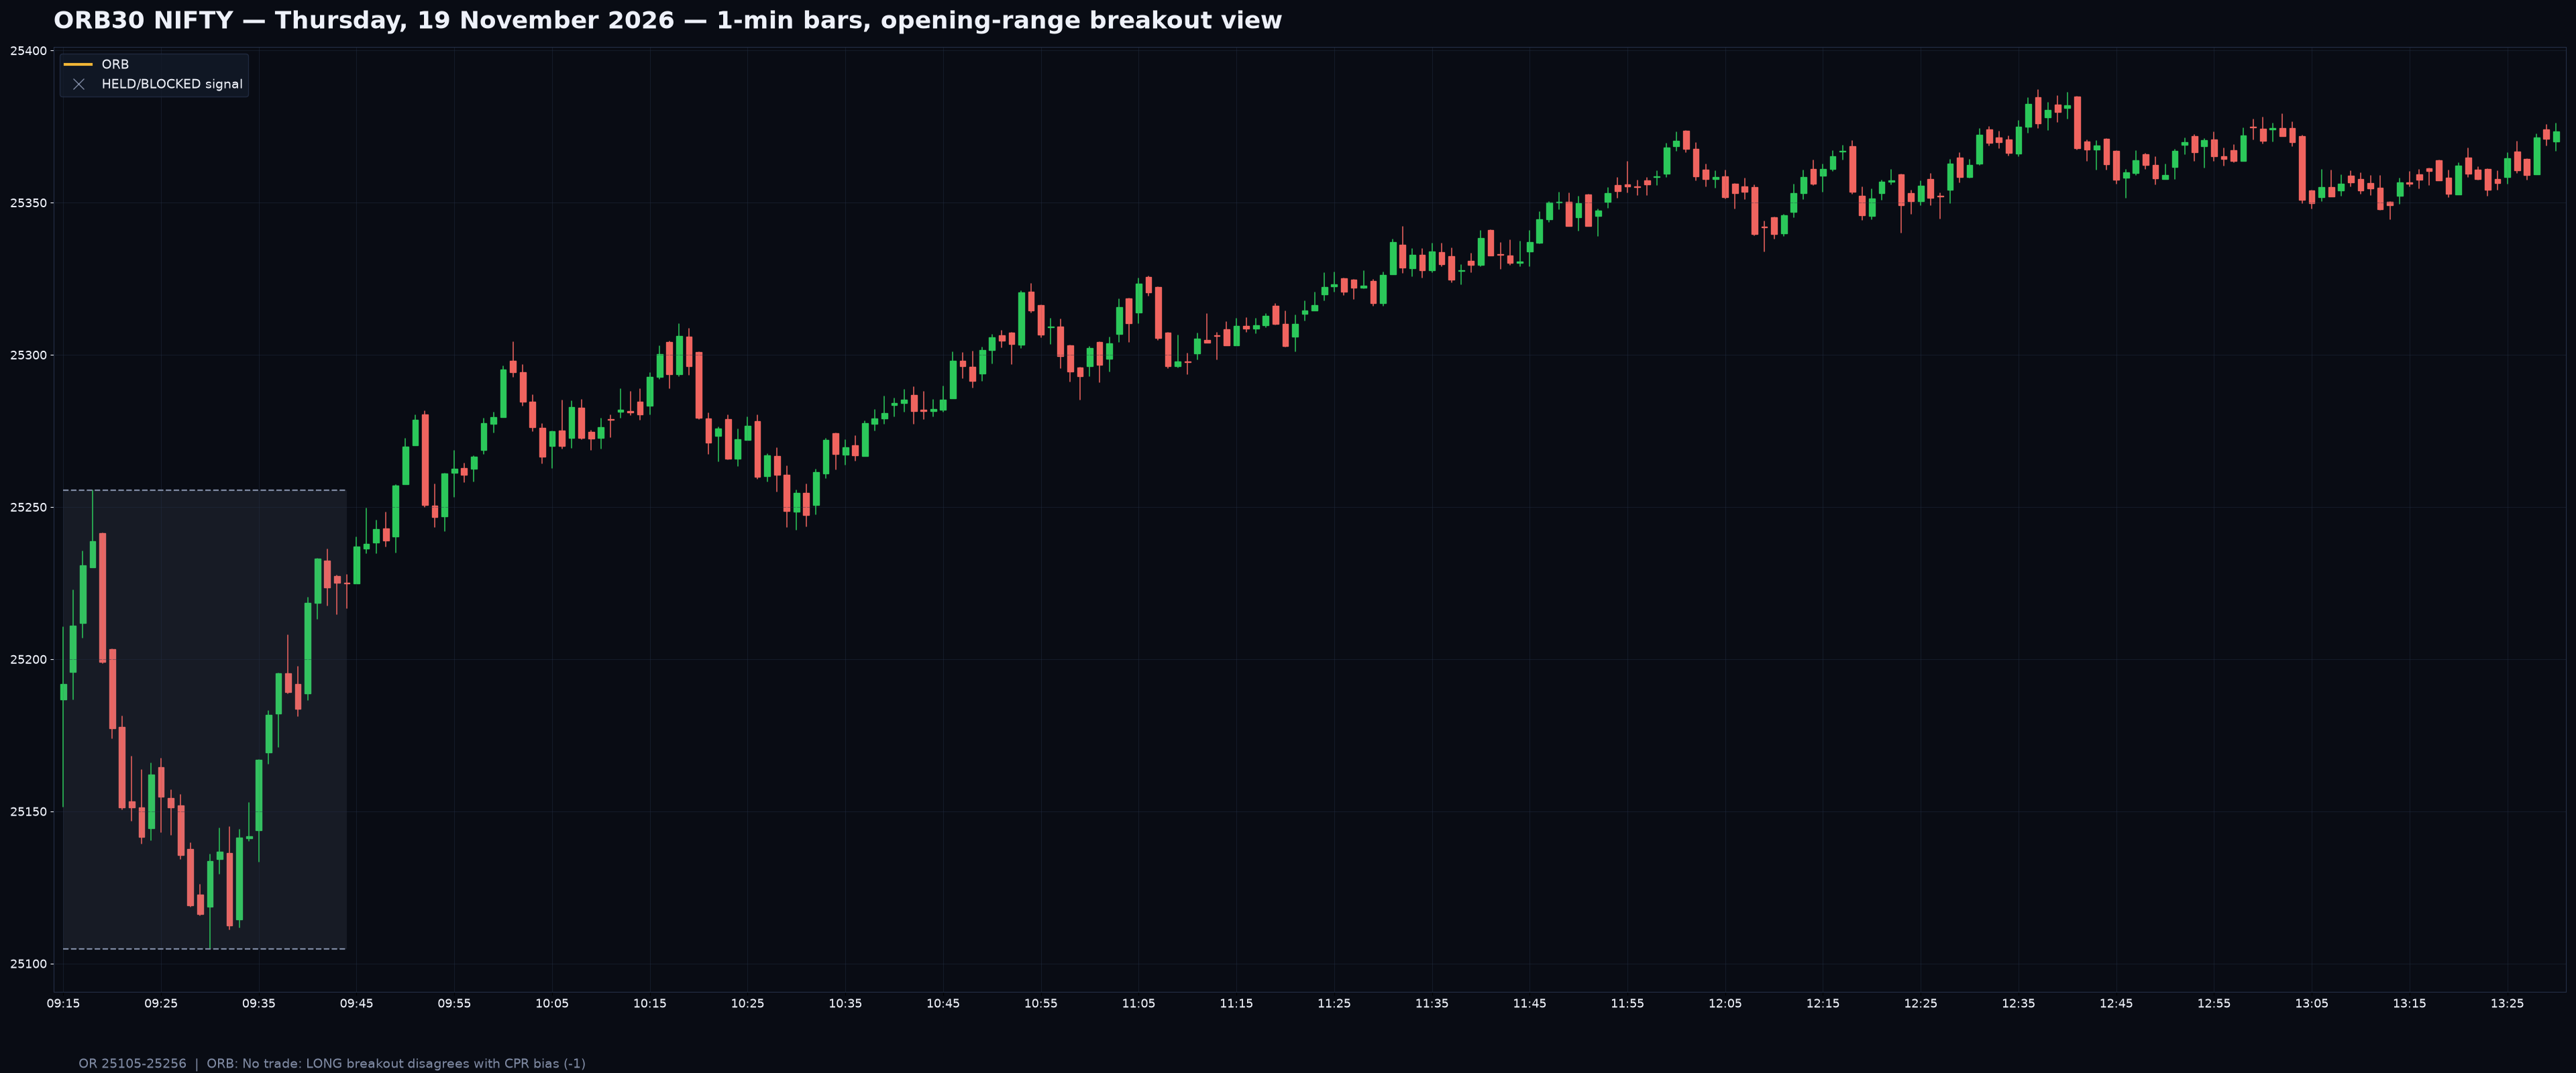 ORB30 NIFTY — Thursday, 19 November 2026 — 1-min bars, opening-range breakout view
25400
ORB
HELD/BLOCKED signal
25350
25300
25250
25200
25150
25100
09:15 09:25 09:35 09:45 09:55 10:05 10:15 10:25 10:35 10:45 10:55 11:05 11:15 11:25 11:35 11:45 11:55 12:05 12:15 12:25 12:35 12:45 12:55 13:05 13:15 13:25
OR 25105-25256 | ORB: No trade: LONG breakout disagrees with CPR bias (-1)